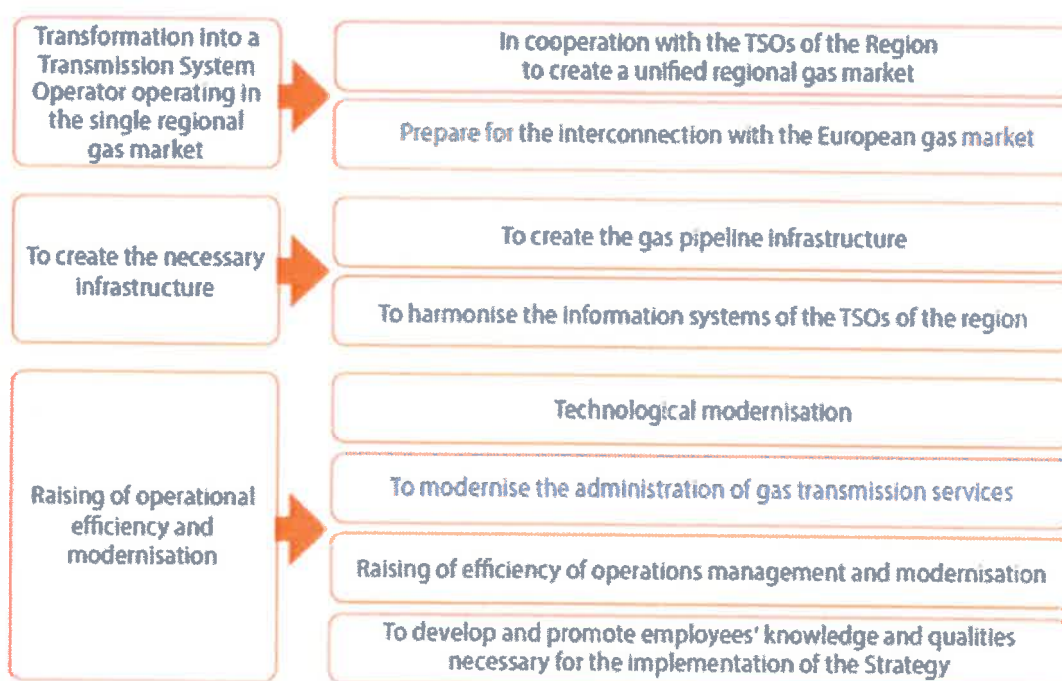 Transformation into a
Transmission System
Operator operating in
the single regional
gas market
In cooperation with the TSOs of the Region
to create a unified regional gas market
Prepare for the interconnection with the European gas market
To create the necessary
infrastructure
To create the gas pipeline infrastructure
To harmonise the information systems of the TSOs of the region
Raising of operational
efficiency and
modernisation
Technological modernisation
To modernise the administration of gas transmission services
Raising of efficiency of operations management and modernisation
To develop and promote employees' knowledge and qualities
necessary for the implementation of the Strategy